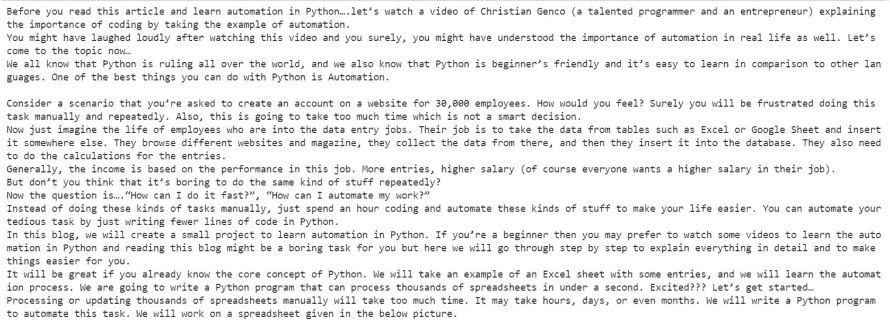 Before you read this article and learn automation in Python….let’s watch a video of Christian Genco (a talented programmer and an entrepreneur) explaining
the importance of coding by taking the example of automation.
You might have laughed loudly after watching this video and you surely, you might have understood the importance of automation in real life as well. Let’s
come to the topic now…
We all know that Python is ruling all over the world, and we also know that Python is beginner’s friendly and it’s easy to learn in comparison to other lan
guages. One of the best things you can do with Python is Automation.
Consider a scenario that you’re asked to create an account on a website for 30,000 employees. How would you feel? Surely you will be frustrated doing this
task manually and repeatedly. Also, this is going to take too much time which is not a smart decision.
Now just imagine the life of employees who are into the data entry jobs. Their job is to take the data from tables such as Excel or Google Sheet and insert
it somewhere else. They browse different websites and magazine, they collect the data from there, and then they insert it into the database. They also need
to do the calculations for the entries.
Generally, the income is based on the performance in this job. More entries, higher salary (of course everyone wants a higher salary in their job).
But don’t you think that it’s boring to do the same kind of stuff repeatedly?
Now the question is….“How can I do it fast?”, “How can I automate my work?”
Instead of doing these kinds of tasks manually, just spend an hour coding and automate these kinds of stuff to make your life easier. You can automate your
tedious task by just writing fewer lines of code in Python.
In this blog, we will create a small project to learn automation in Python. If you’re a beginner then you may prefer to watch some videos to learn the auto
mation in Python and reading this blog might be a boring task for you but here we will go through step by step to explain everything in detail and to make
things easier for you.
It will be great if you already know the core concept of Python. We will take an example of an Excel sheet with some entries, and we will learn the automat
ion process. We are going to write a Python program that can process thousands of spreadsheets in under a second. Excited??? Let’s get started…
Processing or updating thousands of spreadsheets manually will take too much time. It may take hours, days, or even months. We will write a Python program
to automate this task. We will work on a spreadsheet given in the below picture.